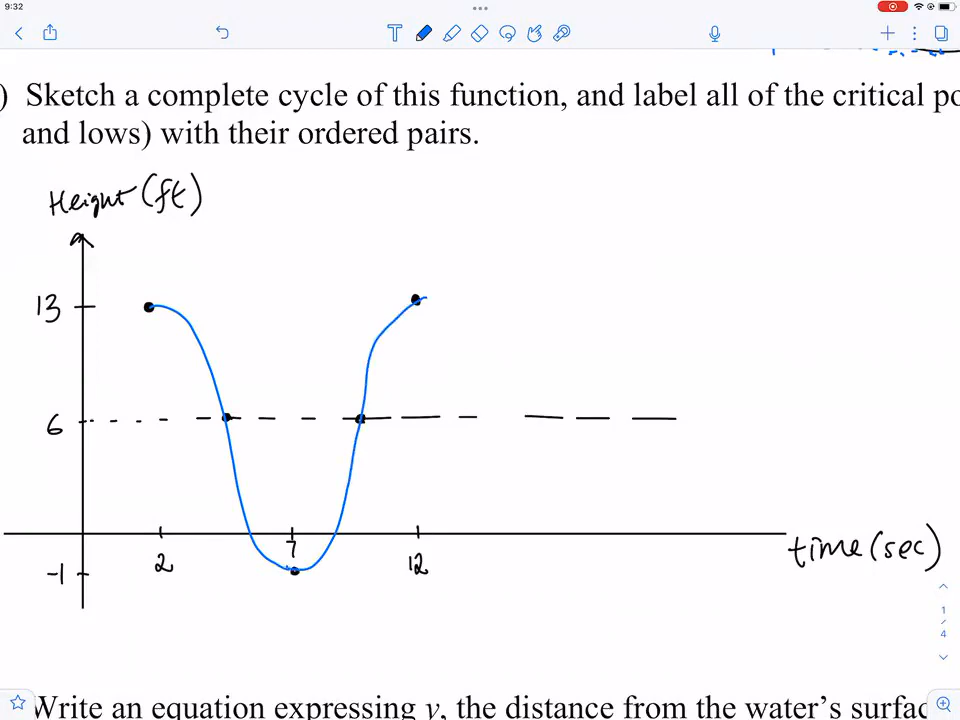 9:32
) Sketch a complete cycle of this function, and label all of the critical po
and lows) with their ordered pairs.
Height (ft)
13
6
2
7
12
-1
time (sec)
1
/
4
Write an equation expressing y, the distance from the water's surfac